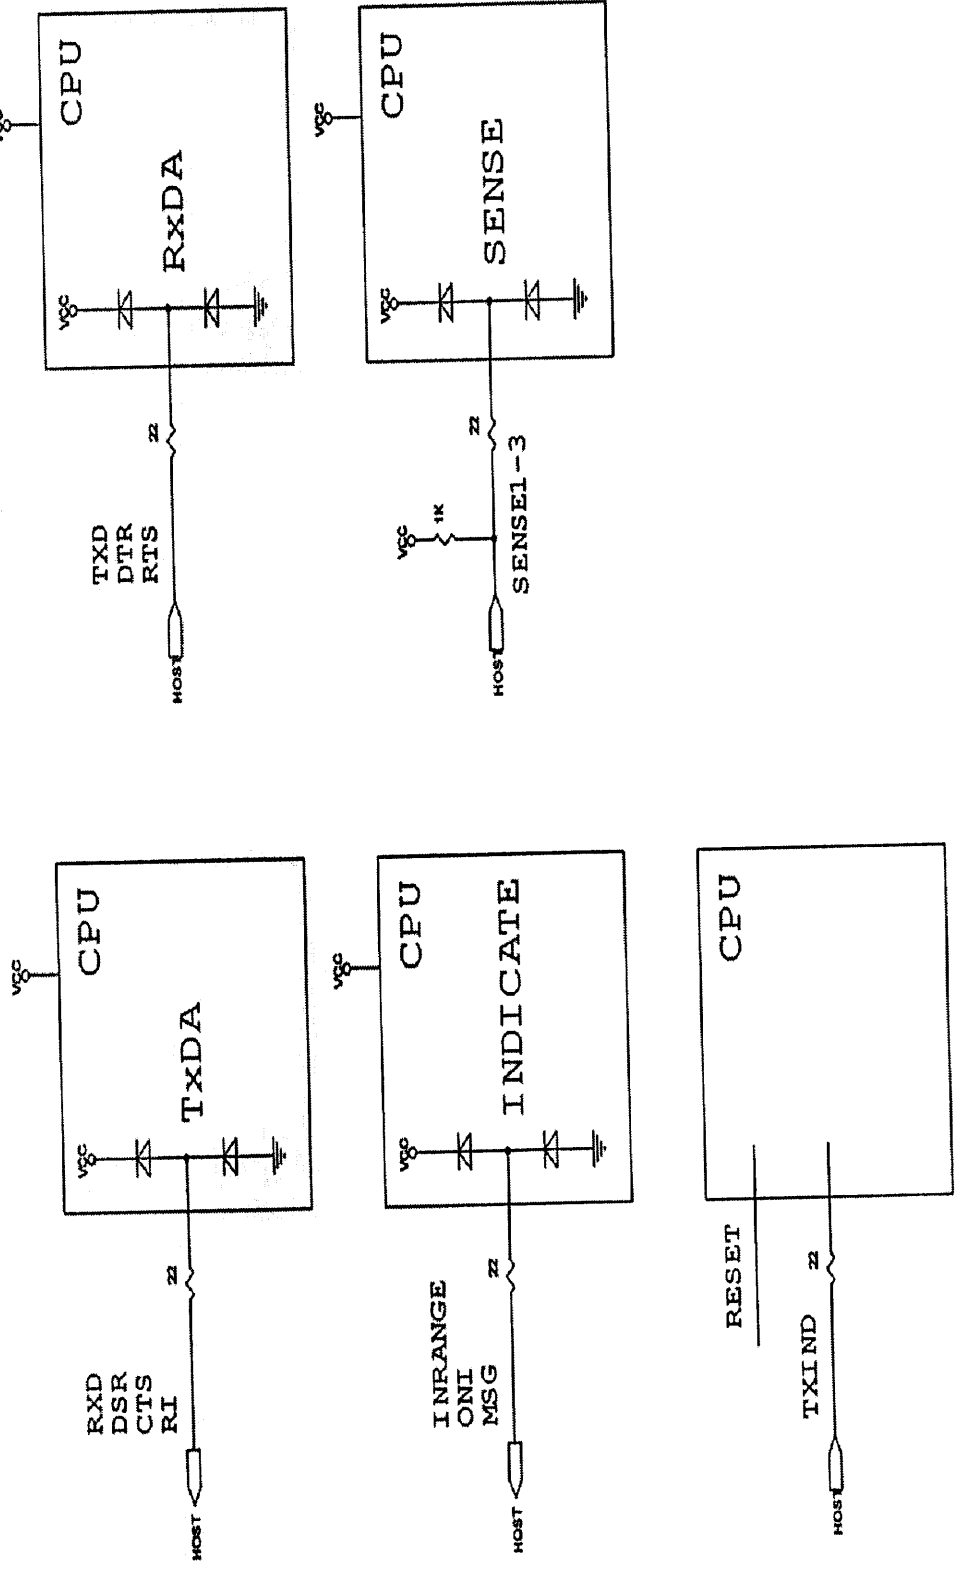 VCC
CPU
TxDA
VCC
22
RXD
DSR
CTS
RI
HOST
VCC
CPU
RxDA
VCC
22
TXD
DTR
RTS
HOST
VCC
CPU
INDICATE
VCC
22
INRANGE
ONI
MSG
HOST
VCC
CPU
SENSE
VCC
22
VCC
1K
SENSE1-3
HOST
CPU
RESET
22
TXIND
HOST